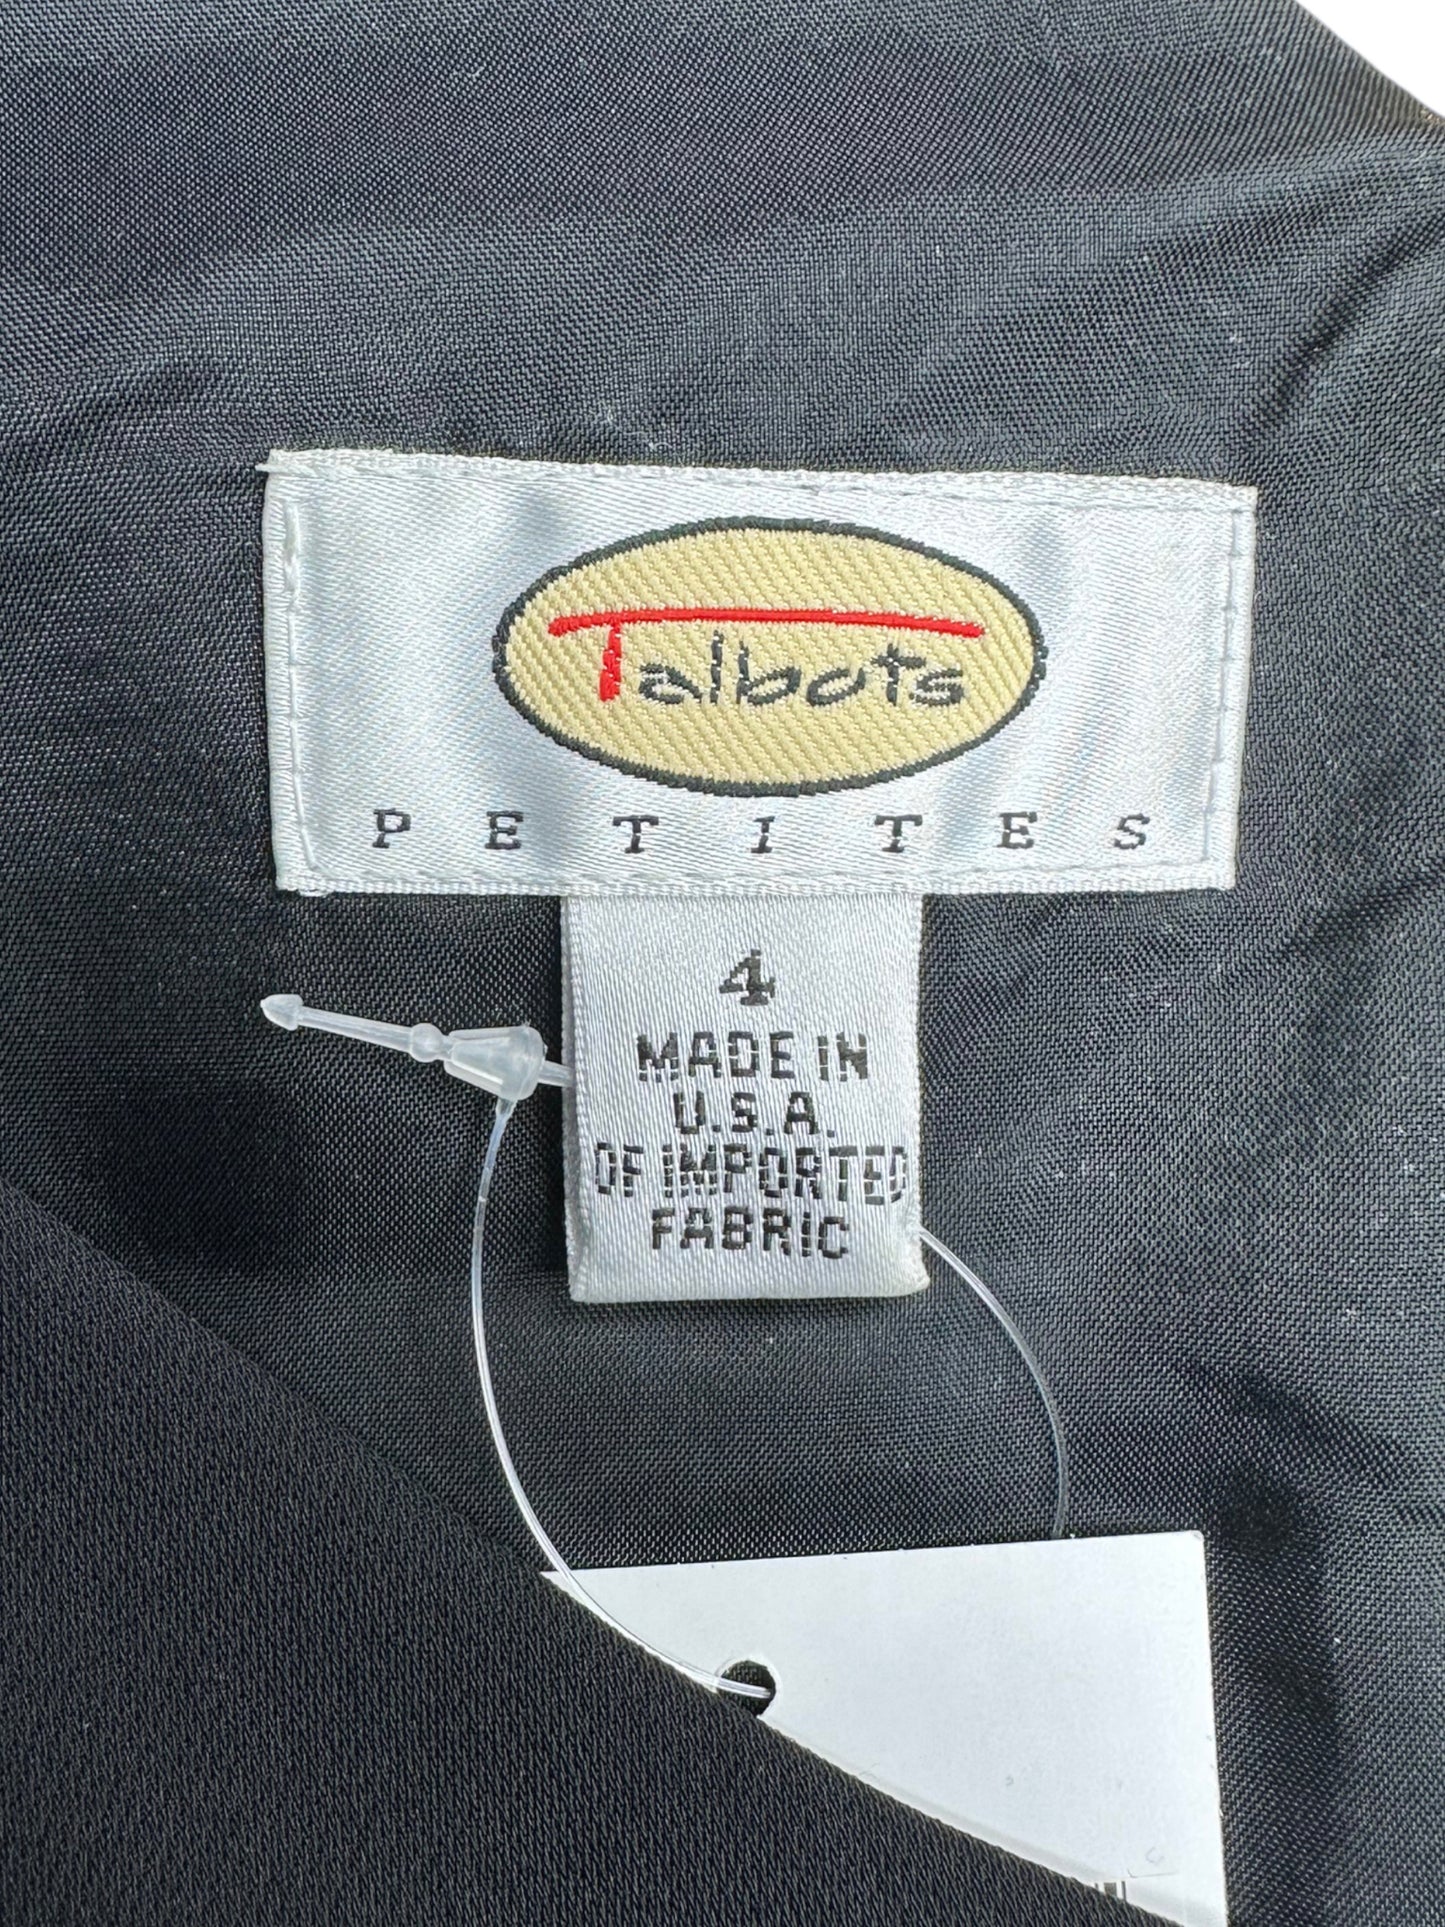 Talbots
PETITES
4
MADE IN
U.S.A.
OF IMPORTED
FABRIC